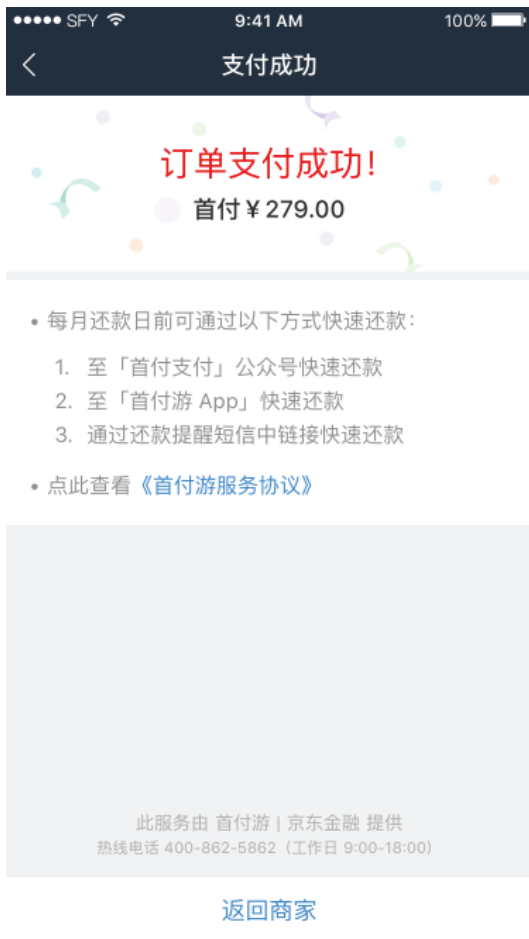 SFY 9:41 AM 100%
支付成功
订单支付成功!
首付¥279.00
• 每月还款日前可通过以下方式快速还款:
1. 至「首付支付」公众号快速还款
2. 至「首付游 App」快速还款
3. 通过还款提醒短信中链接快速还款
• 点此查看《首付游服务协议》
此服务由 首付游 | 京东金融 提供
热线电话 400-862-5862（工作日 9:00-18:00）
返回商家